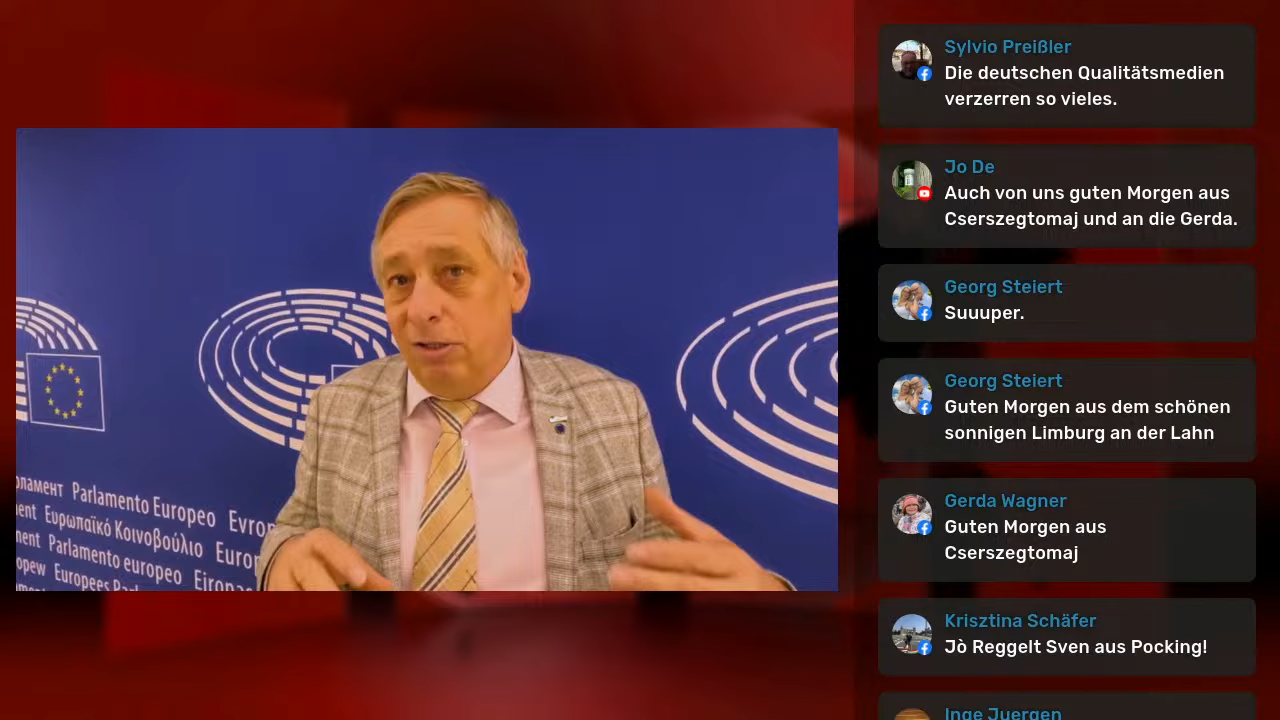 Parlamento Europeo
Ευρωπαϊκό Κοινοβούλιο
Parlamento europeo
Sylvio Preißler
Die deutschen Qualitätsmedien
verzerren so vieles.
Jo De
Auch von uns guten Morgen aus
Cserszegtomaj und an die Gerda.
Georg Steiert
Suuuper.
Georg Steiert
Guten Morgen aus dem schönen
sonnigen Limburg an der Lahn
Gerda Wagner
Guten Morgen aus
Cserszegtomaj
Krisztina Schäfer
Jò Reggelt Sven aus Pocking!
Inge Juergen